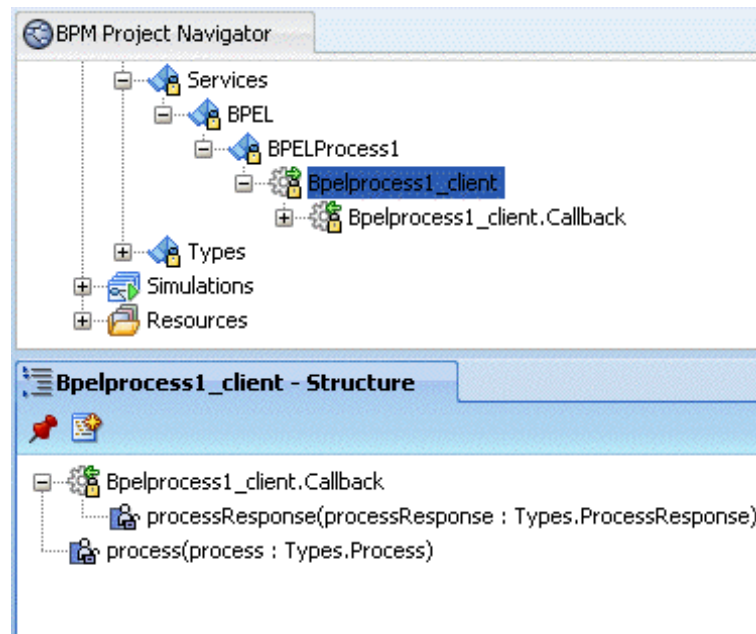 BPM Project Navigator
Services
BPEL
BPELProcess1
Bpelprocess1_client
Bpelprocess1_client.Callback
Types
Simulations
Resources
Bpelprocess1_client - Structure
Bpelprocess1_client.Callback
processResponse(processResponse : Types.ProcessResponse)
process(process : Types.Process)